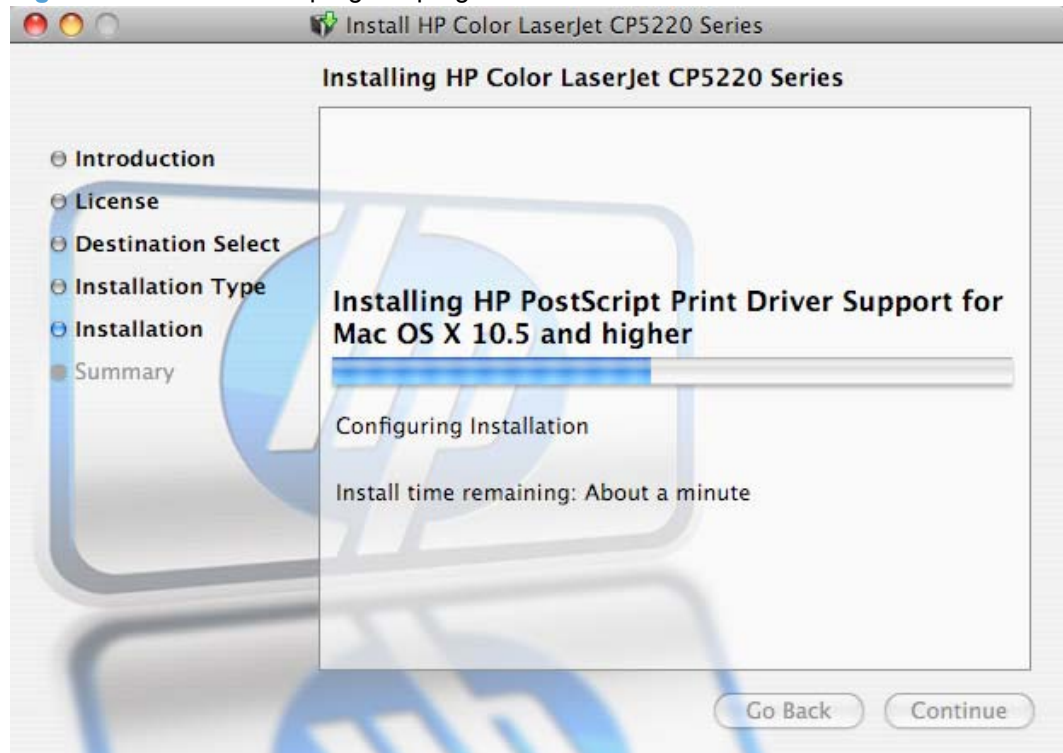 Install HP Color LaserJet CP5220 Series
Installing HP Color LaserJet CP5220 Series
Introduction
License
Destination Select
Installation Type
Installation
Summary
Installing HP PostScript Print Driver Support for
Mac OS X 10.5 and higher
Configuring Installation
Install time remaining: About a minute
Go Back
Continue
hp